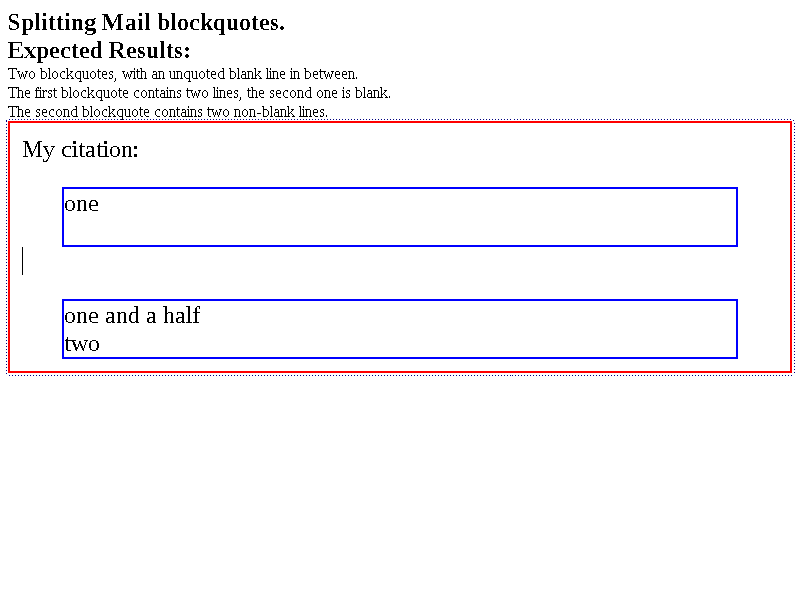 Splitting Mail blockquotes.
Expected Results:
Two blockquotes, with an unquoted blank line in between.
The first blockquote contains two lines, the second one is blank.
The second blockquote contains two non-blank lines.
My citation:
one
one and a half
two